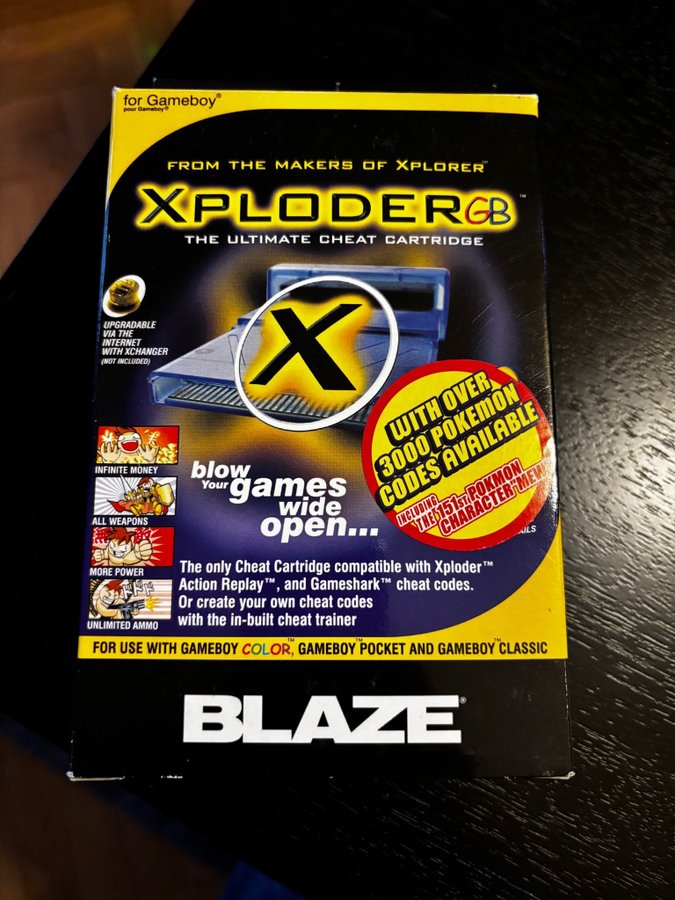 for Gameboy®
pour Gameboy®
FROM THE MAKERS OF XPLORER™
XPLODER GB™
THE ULTIMATE CHEAT CARTRIDGE
X
UPGRADABLE
VIA THE
INTERNET
WITH XCHANGER
(NOT INCLUDED)
WITH OVER
3000 POKEMON
CODES AVAILABLE
INCLUDING
THE 151st POKMON
CHARACTER "MEW"
INFINITE MONEY
ALL WEAPONS
MORE POWER
UNLIMITED AMMO
blow
Your games
wide
open...
The only Cheat Cartridge compatible with Xploder™
Action Replay™, and Gameshark™ cheat codes.
Or create your own cheat codes
with the in-built cheat trainer
FOR USE WITH GAMEBOY COLOR™, GAMEBOY™ POCKET AND GAMEBOY™ CLASSIC
BLAZE®